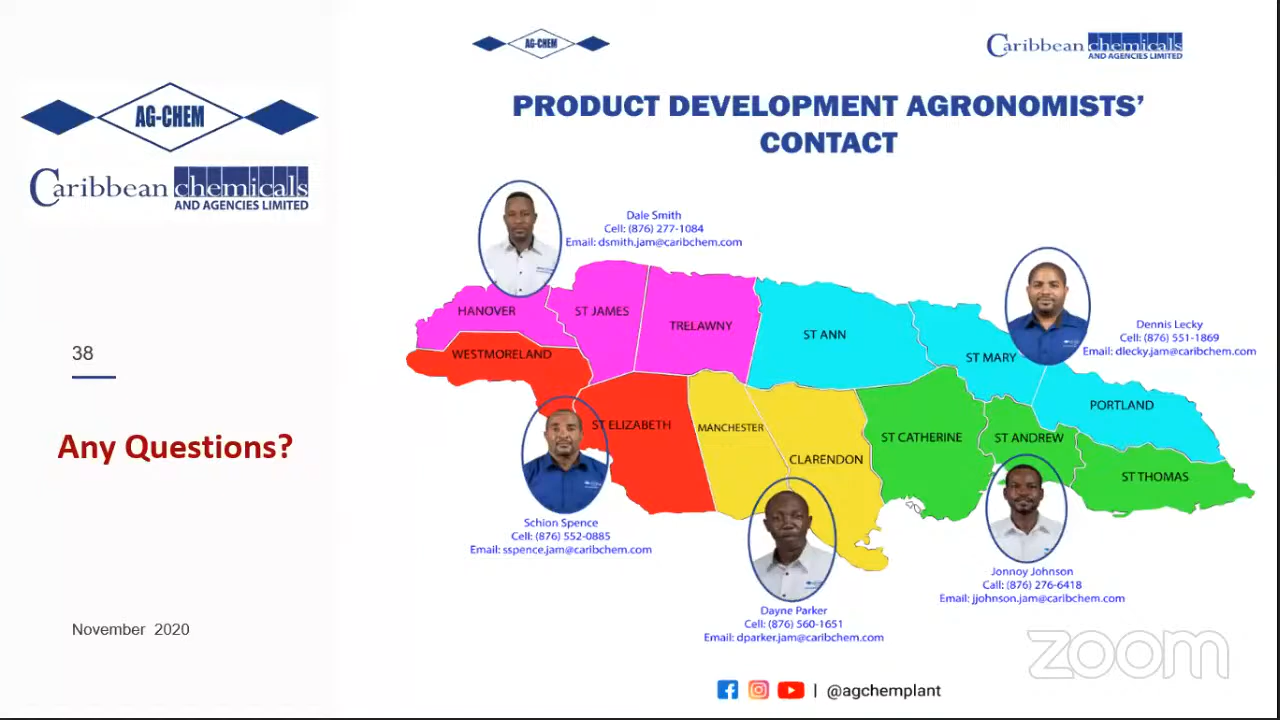 AG-CHEM
Caribbean chemicals
AND AGENCIES LIMITED
38
Any Questions?
November 2020
AG-CHEM
Caribbean chemicals
AND AGENCIES LIMITED
PRODUCT DEVELOPMENT AGRONOMISTS'
CONTACT
Dale Smith
Cell: (876) 277-1084
Email: dsmith.jam@caribchem.com
Dennis Lecky
Cell: (876) 551-1869
Email: dlecky.jam@caribchem.com
HANOVER
ST JAMES
TRELAWNY
ST ANN
ST MARY
PORTLAND
WESTMORELAND
ST ELIZABETH
MANCHESTER
CLARENDON
ST CATHERINE
ST ANDREW
ST THOMAS
Schion Spence
Cell: (876) 552-0885
Email: sspence.jam@caribchem.com
Dayne Parker
Cell: (876) 560-1651
Email: dparker.jam@caribchem.com
Jonnoy Johnson
Call: (876) 276-6418
Email: jjohnson.jam@caribchem.com
zoom
| @agchemplant